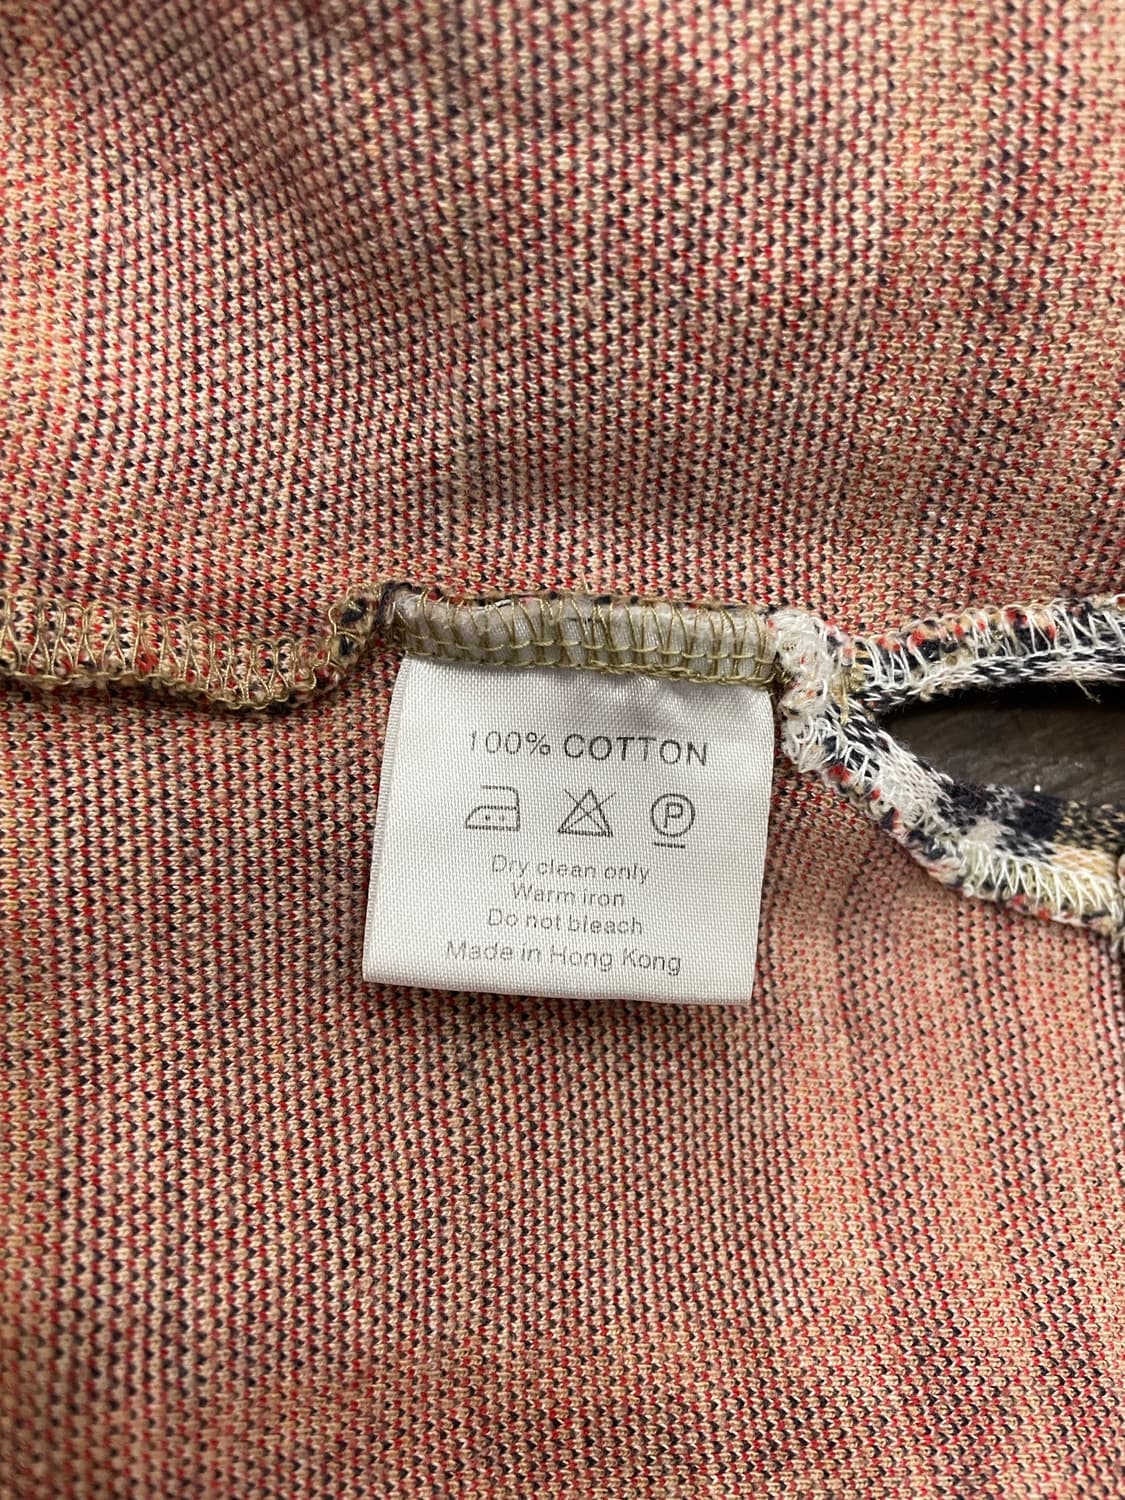 100% COTTON
P
Dry clean only
Warm iron
Do not bleach
Made in Hong Kong